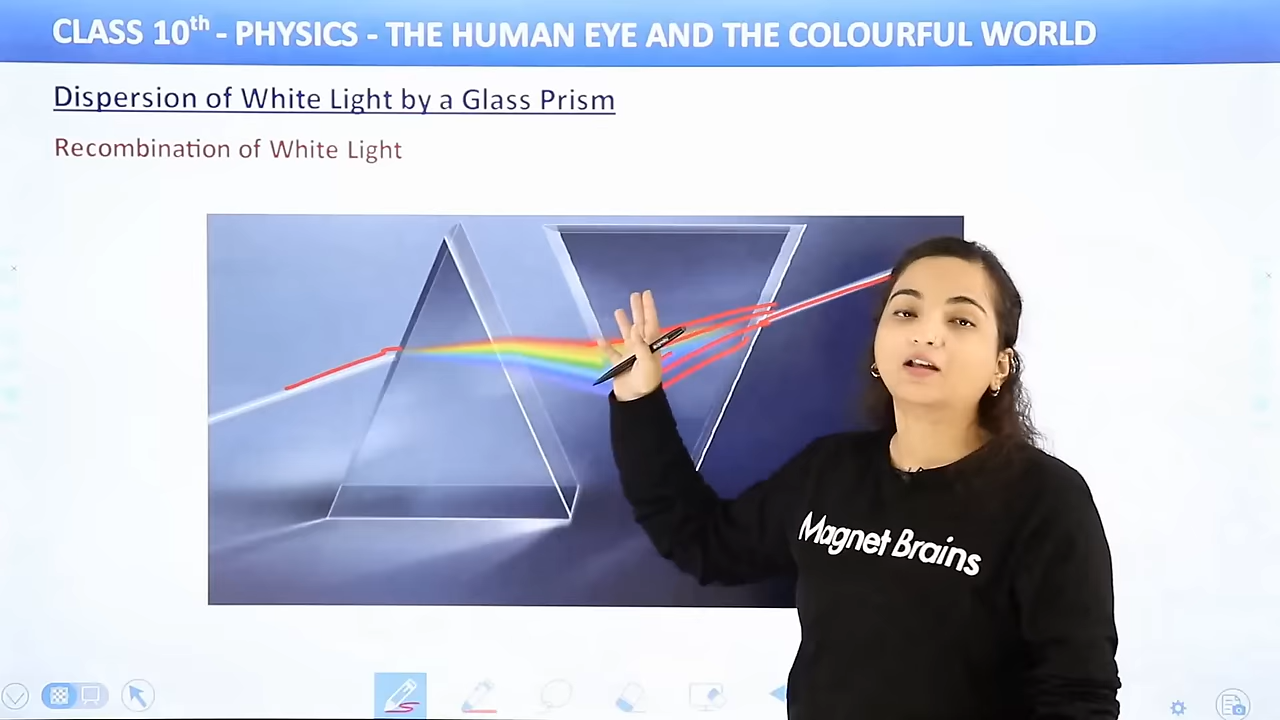 CLASS 10th - PHYSICS - THE HUMAN EYE AND THE COLOURFUL WORLD
Dispersion of White Light by a Glass Prism
Recombination of White Light
Magnet Brains